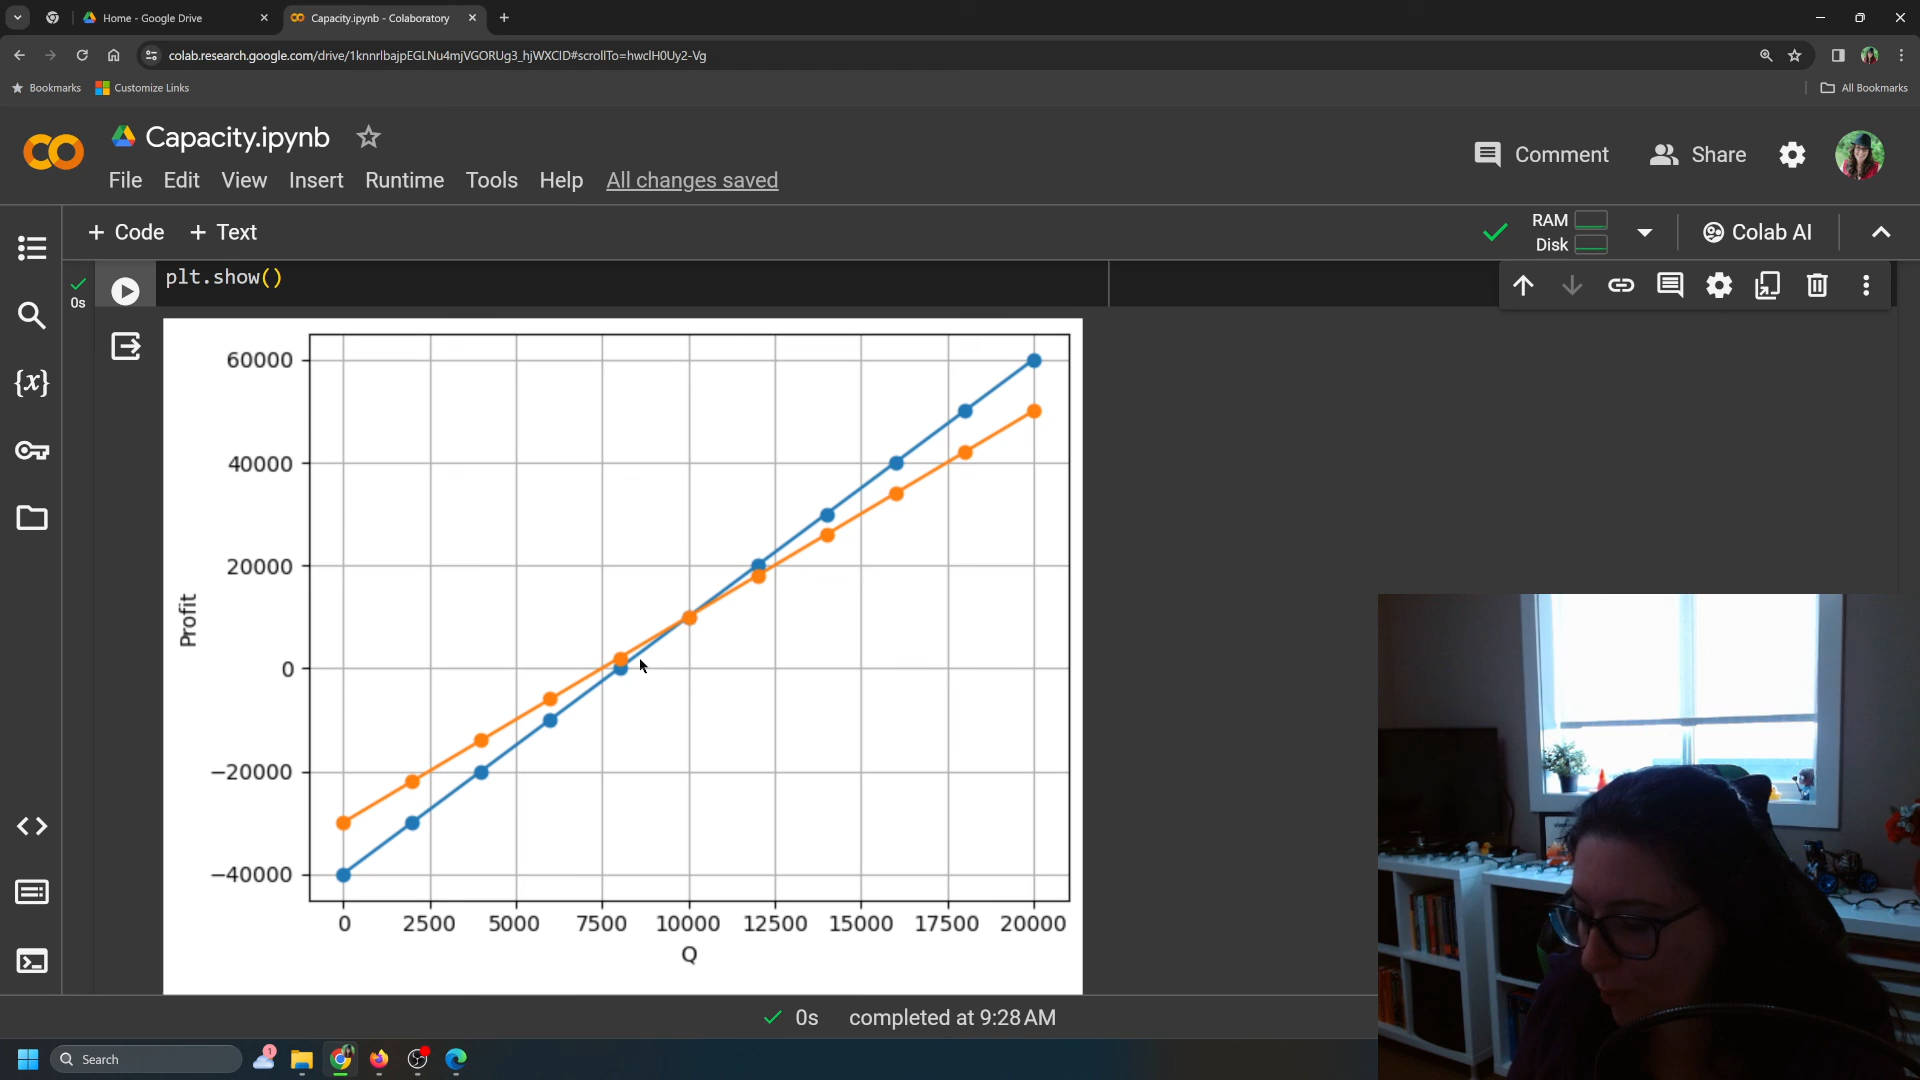 Home - Google Drive
Capacity.ipynb - Colaboratory
colab.research.google.com/drive/1knnrlbajpEGLNu4mjVGORUg3_hjWXCID#scrollTo=hwclH0Uy2-Vg
Bookmarks
Customize Links
All Bookmarks
Capacity.ipynb
Comment
Share
File Edit View Insert Runtime Tools Help All changes saved
+ Code + Text
RAM
Disk
Colab AI
0s
plt.show()
{x}
60000
40000
20000
0
−20000
−40000
Profit
0 2500 5000 7500 10000 12500 15000 17500 20000
Q
0s completed at 9:28 AM
Search
1